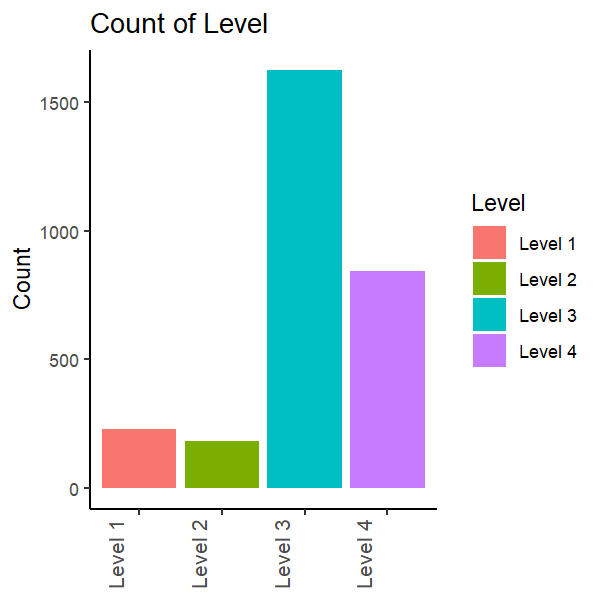 Count of Level
Count
1500
1000
500
0
Level 1
Level 2
Level 3
Level 4
Level
Level 1
Level 2
Level 3
Level 4